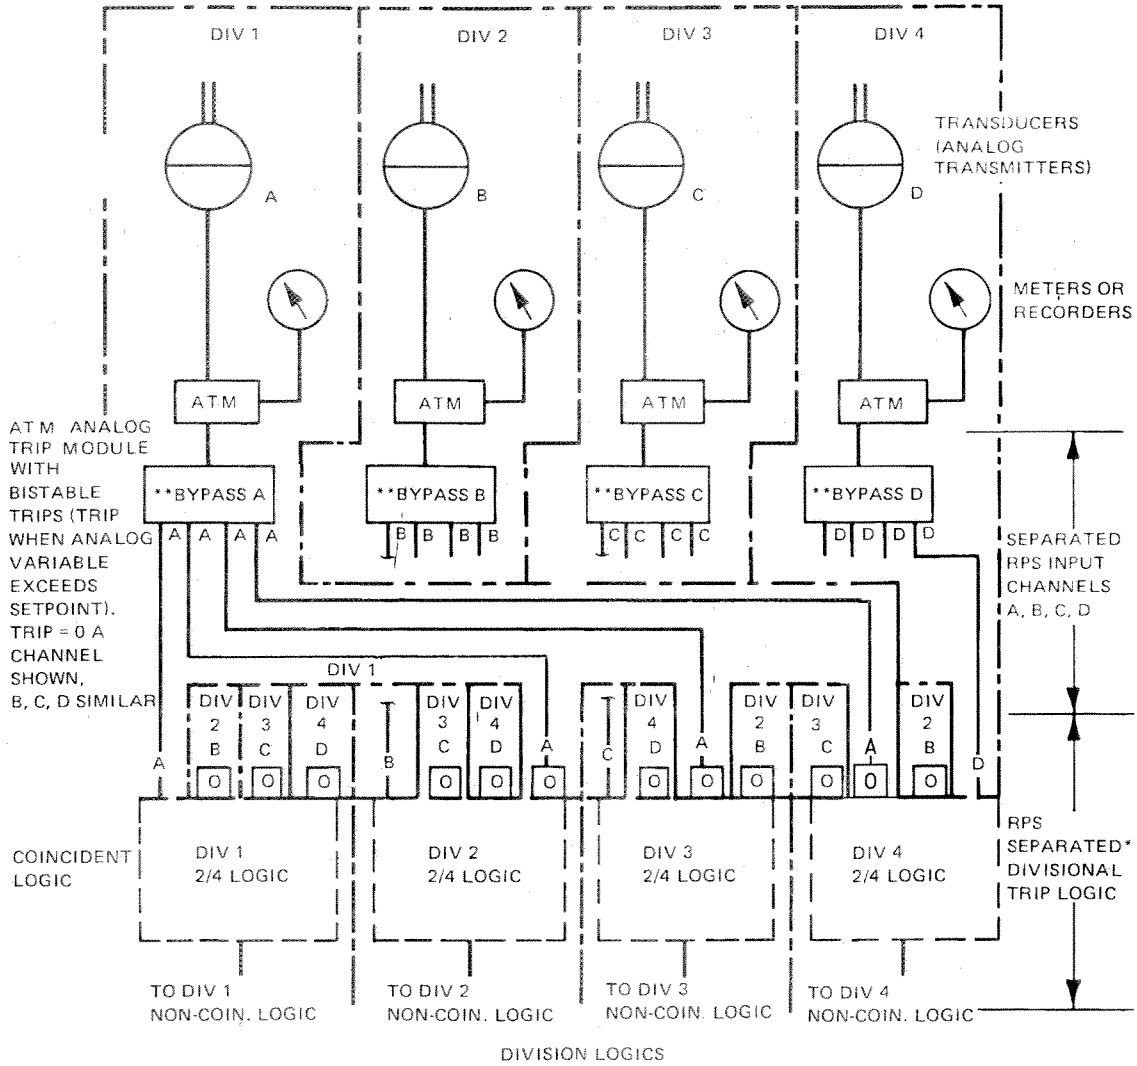 DIV 1
DIV 2
DIV 3
DIV 4
TRANSDUCERS
(ANALOG
TRANSMITTERS)
A
B
C
D
METERS OR
RECORDERS
ATM
ATM
ATM
ATM
ATM ANALOG
TRIP MODULE
WITH
BISTABLE
TRIPS (TRIP
WHEN ANALOG
VARIABLE
EXCEEDS
SETPOINT).
TRIP = 0 A
CHANNEL
SHOWN,
B, C, D SIMILAR
**BYPASS A
**BYPASS B
**BYPASS C
**BYPASS D
A A A A
B B B B
C C C C
D D D D
SEPARATED
RPS INPUT
CHANNELS
A, B, C, D
DIV 1
A
DIV
2
B
O
DIV
3
C
O
DIV
4
D
O
B
DIV
3
C
O
DIV
4
D
O
A
O
C
DIV
4
D
O
A
O
DIV
2
B
O
DIV
3
C
O
A
O
DIV
2
B
O
D
COINCIDENT
LOGIC
DIV 1
2/4 LOGIC
DIV 2
2/4 LOGIC
DIV 3
2/4 LOGIC
DIV 4
2/4 LOGIC
RPS
SEPARATED*
DIVISIONAL
TRIP LOGIC
TO DIV 1
NON-COIN. LOGIC
TO DIV 2
NON-COIN. LOGIC
TO DIV 3
NON-COIN. LOGIC
TO DIV 4
NON-COIN. LOGIC
DIVISION LOGICS